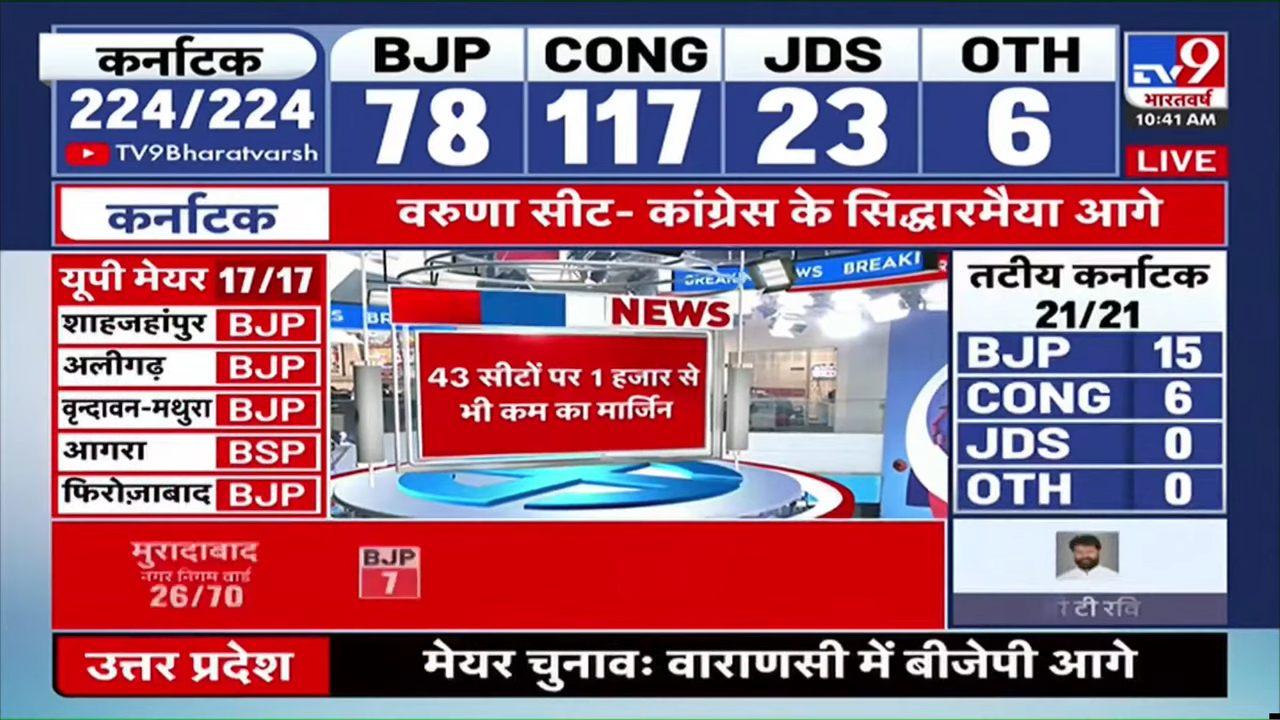 कर्नाटक
224/224
TV9Bharatvarsh
BJP
78
CONG
117
JDS
23
OTH
6
TV9
भारतवर्ष
10:41 AM
LIVE
कर्नाटक
वरुणा सीट- कांग्रेस के सिद्धारमैया आगे
यूपी मेयर 17/17
शाहजहांपुर BJP
अलीगढ़ BJP
वृन्दावन-मथुरा BJP
आगरा BSP
फिरोज़ाबाद BJP
BREAKI
NEWS
43 सीटों पर 1 हजार से
भी कम का मार्जिन
तटीय कर्नाटक
21/21
BJP 15
CONG 6
JDS 0
OTH 0
मुरादाबाद
नगर निगम वार्ड
26/70
BJP
7
टी रवि
उत्तर प्रदेश
मेयर चुनावः वाराणसी में बीजेपी आगे